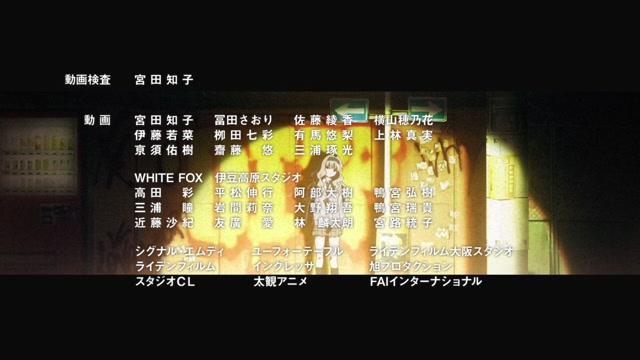 動画検査 宮田知子
動画 宮田知子 冨田さおり 佐藤綾香 横山穂乃花
伊藤若菜 栁田七彩 有馬悠梨 上林真実
京須佑樹 齋藤 悠 三浦琢光
WHITE FOX 伊豆高原スタジオ
高田 彩 平松伸行 阿部大樹 鴨宮弘樹
三浦 瞳 岩間莉奈 大野翔吾 鴨宮瑞貴
近藤沙紀 友廣 愛 林 麟太朗 宮路統子
シグナル・エムディ ユーフォーテーブル ライデンフィルム大阪スタジオ
ライデンフィルム イングレッサ 旭プロダクション
スタジオCL 太観アニメ FAIインターナショナル